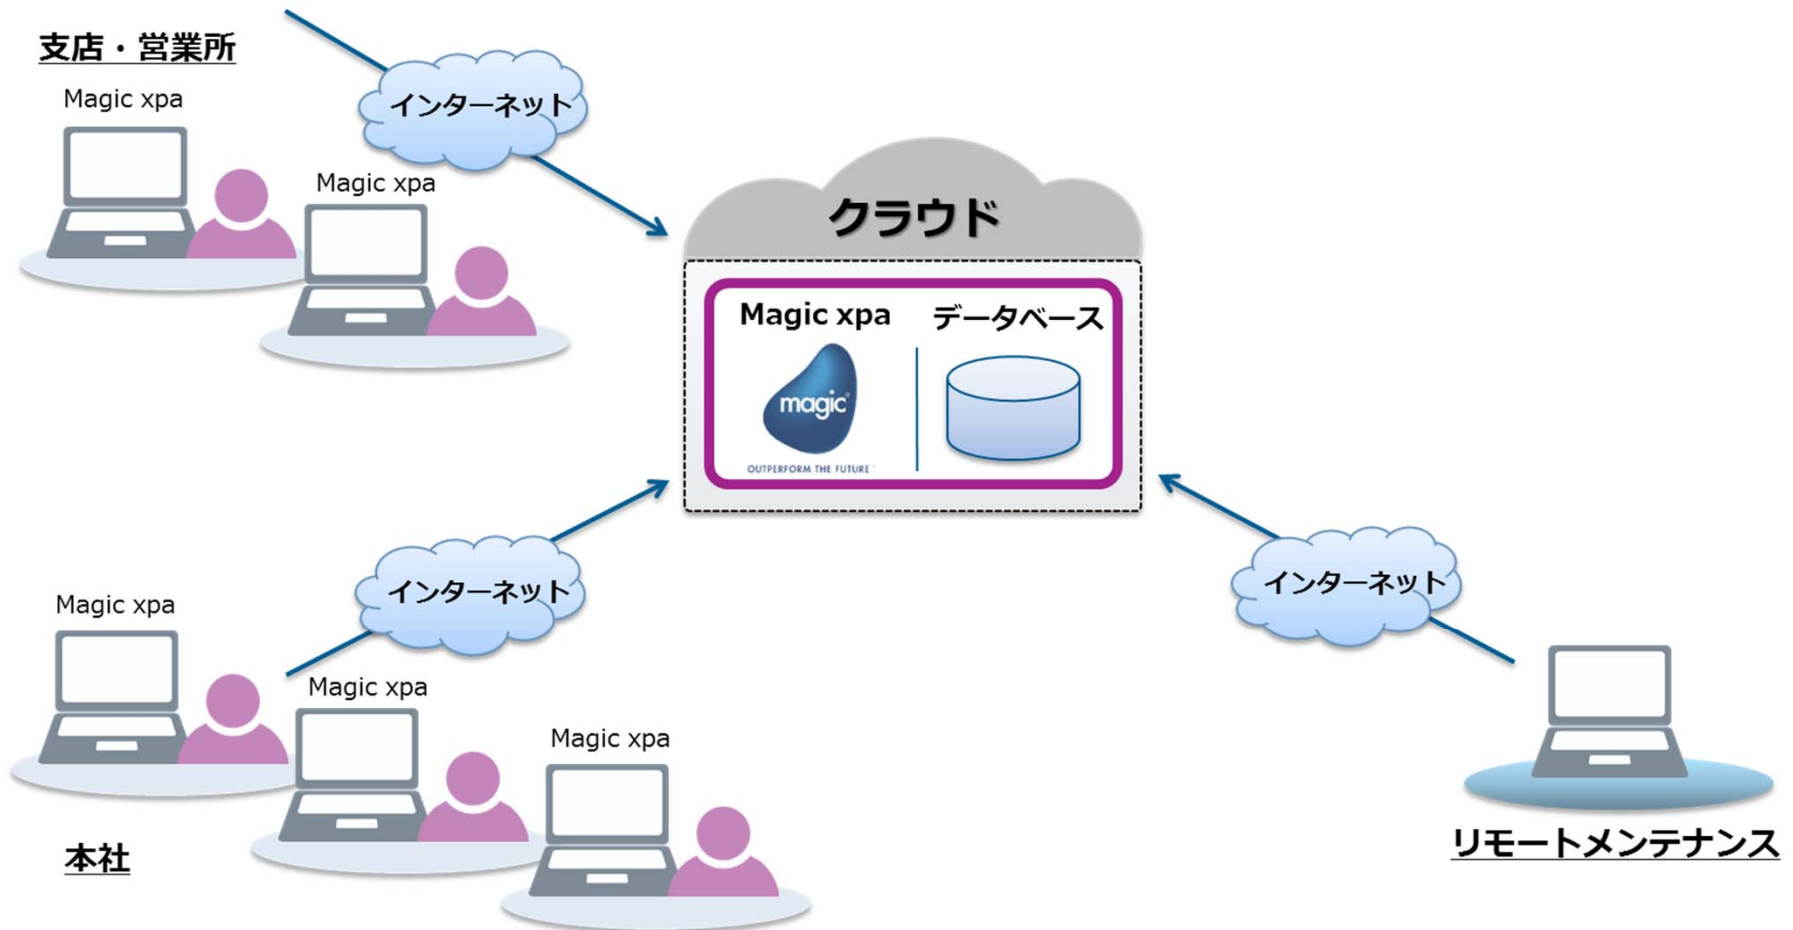 支店・営業所
Magic xpa
インターネット
Magic xpa
クラウド
Magic xpa
データベース
magic
OUTPERFORM THE FUTURE
インターネット
インターネット
Magic xpa
Magic xpa
Magic xpa
本社
リモートメンテナンス